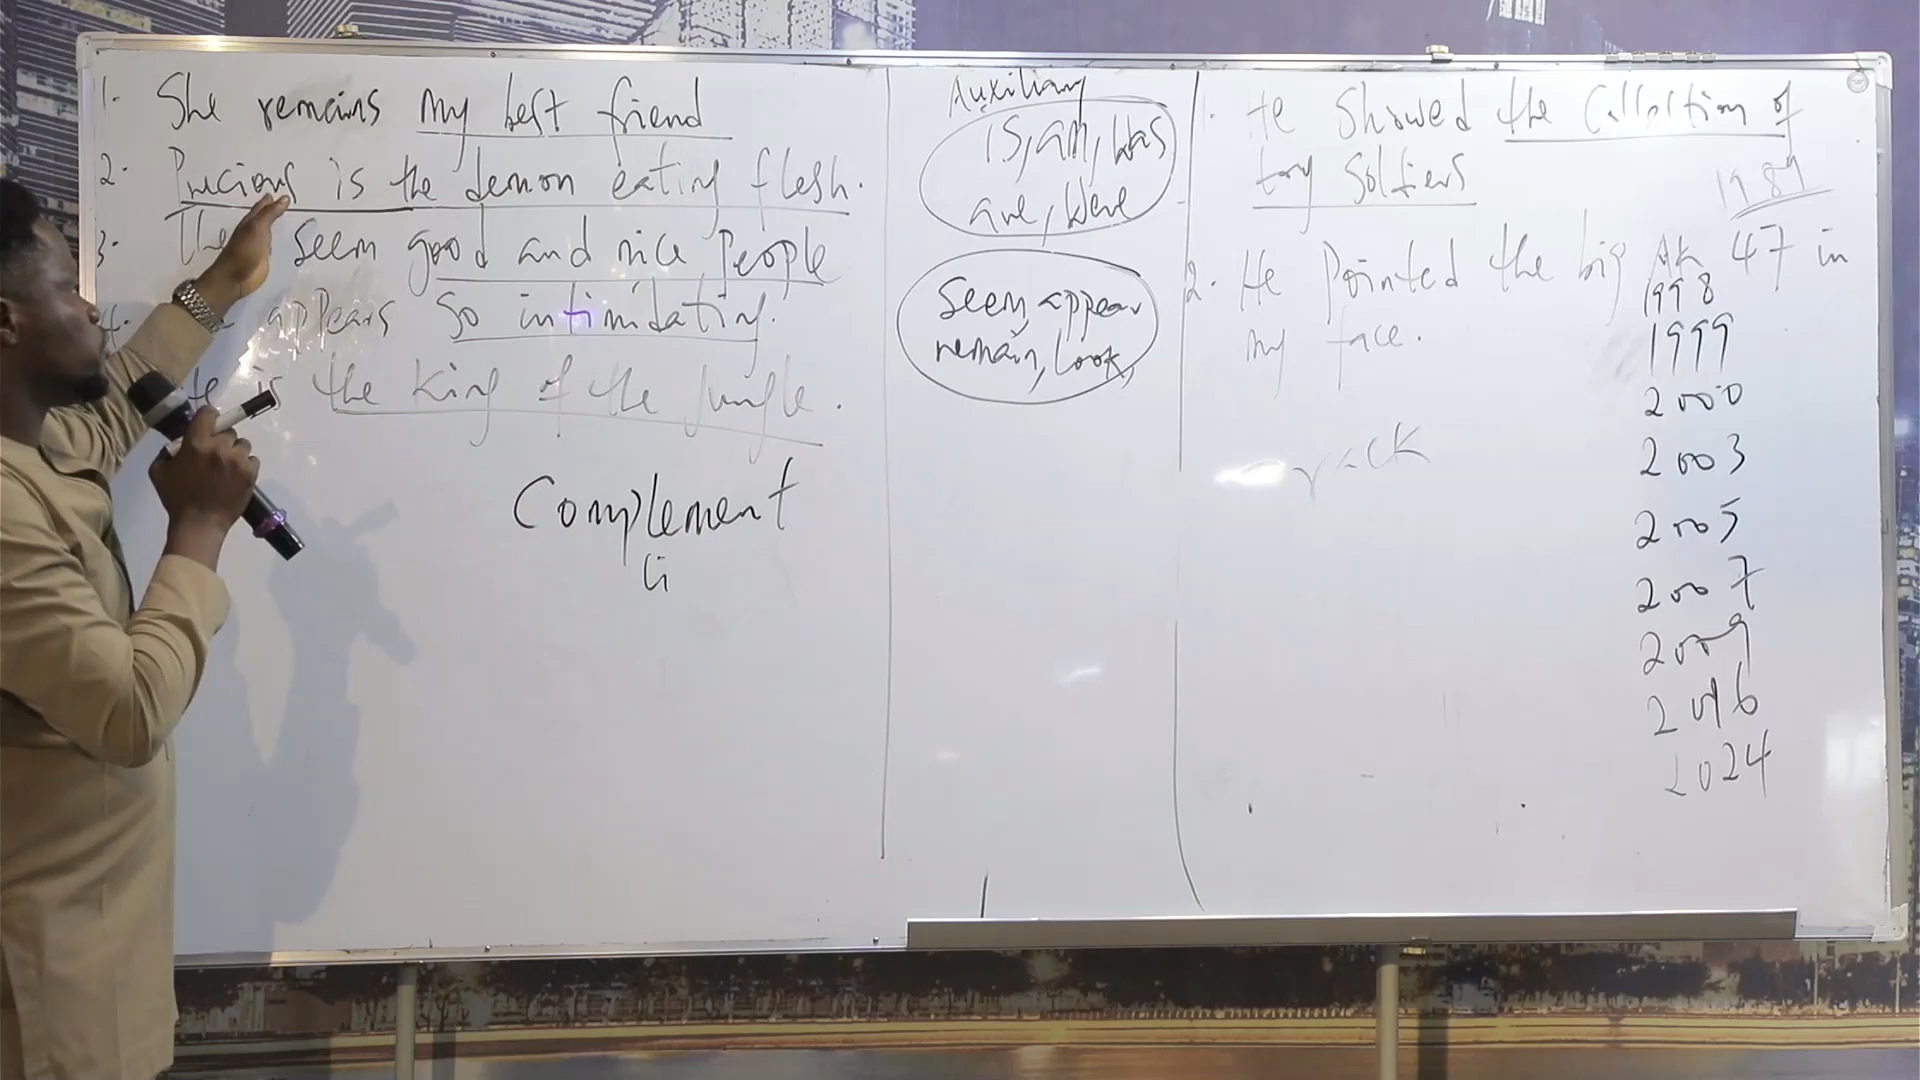 1. She remains my best friend
2. Precious is the demon eating flesh.
3. seem good and nice people
4. appears so intimidating.
He is the King of the Jungle.
Complement
Auxiliary
is, am, was
are, were
Seem, appear
remain, look,
1. He showed the collection of
toy soldiers
1989
2. He pointed the big AK 47 in
my face.
1998
1999
2000
2003
2005
2007
2009
2016
2024